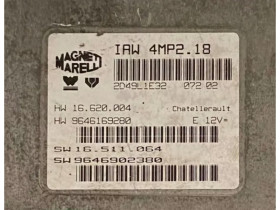 MAGNETI MARELLI
IAW 4MP2.18
2D49L1E32 072 02
HW 16.620.004 Chatellerault
HW 9646169280 E 12V=
SW 16.511.064
SW 9646902380